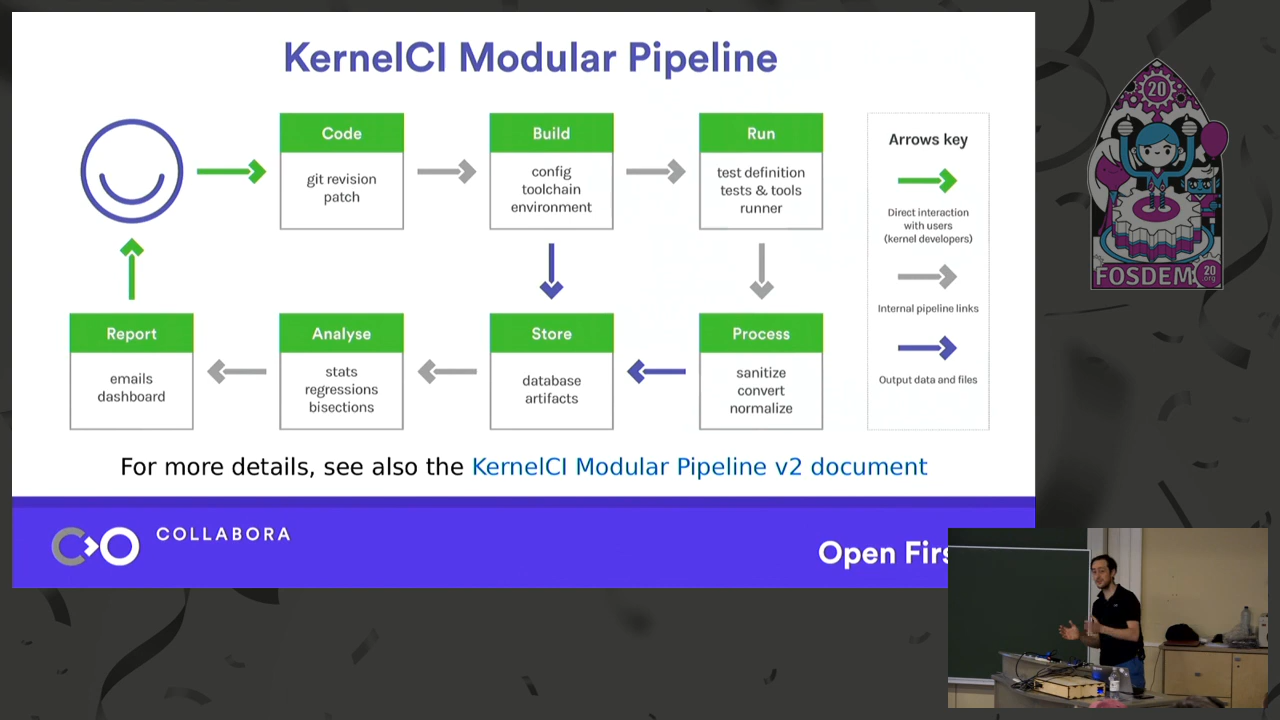 KernelCI Modular Pipeline
Code
git revision
patch
Build
config
toolchain
environment
Run
test definition
tests & tools
runner
Arrows key
Direct interaction
with users
(kernel developers)
Internal pipeline links
Output data and files
Report
emails
dashboard
Analyse
stats
regressions
bisections
Store
database
artifacts
Process
sanitize
convert
normalize
For more details, see also the KernelCI Modular Pipeline v2 document
COLLABORA
Open Firs
20
FOSDEM
20
.org